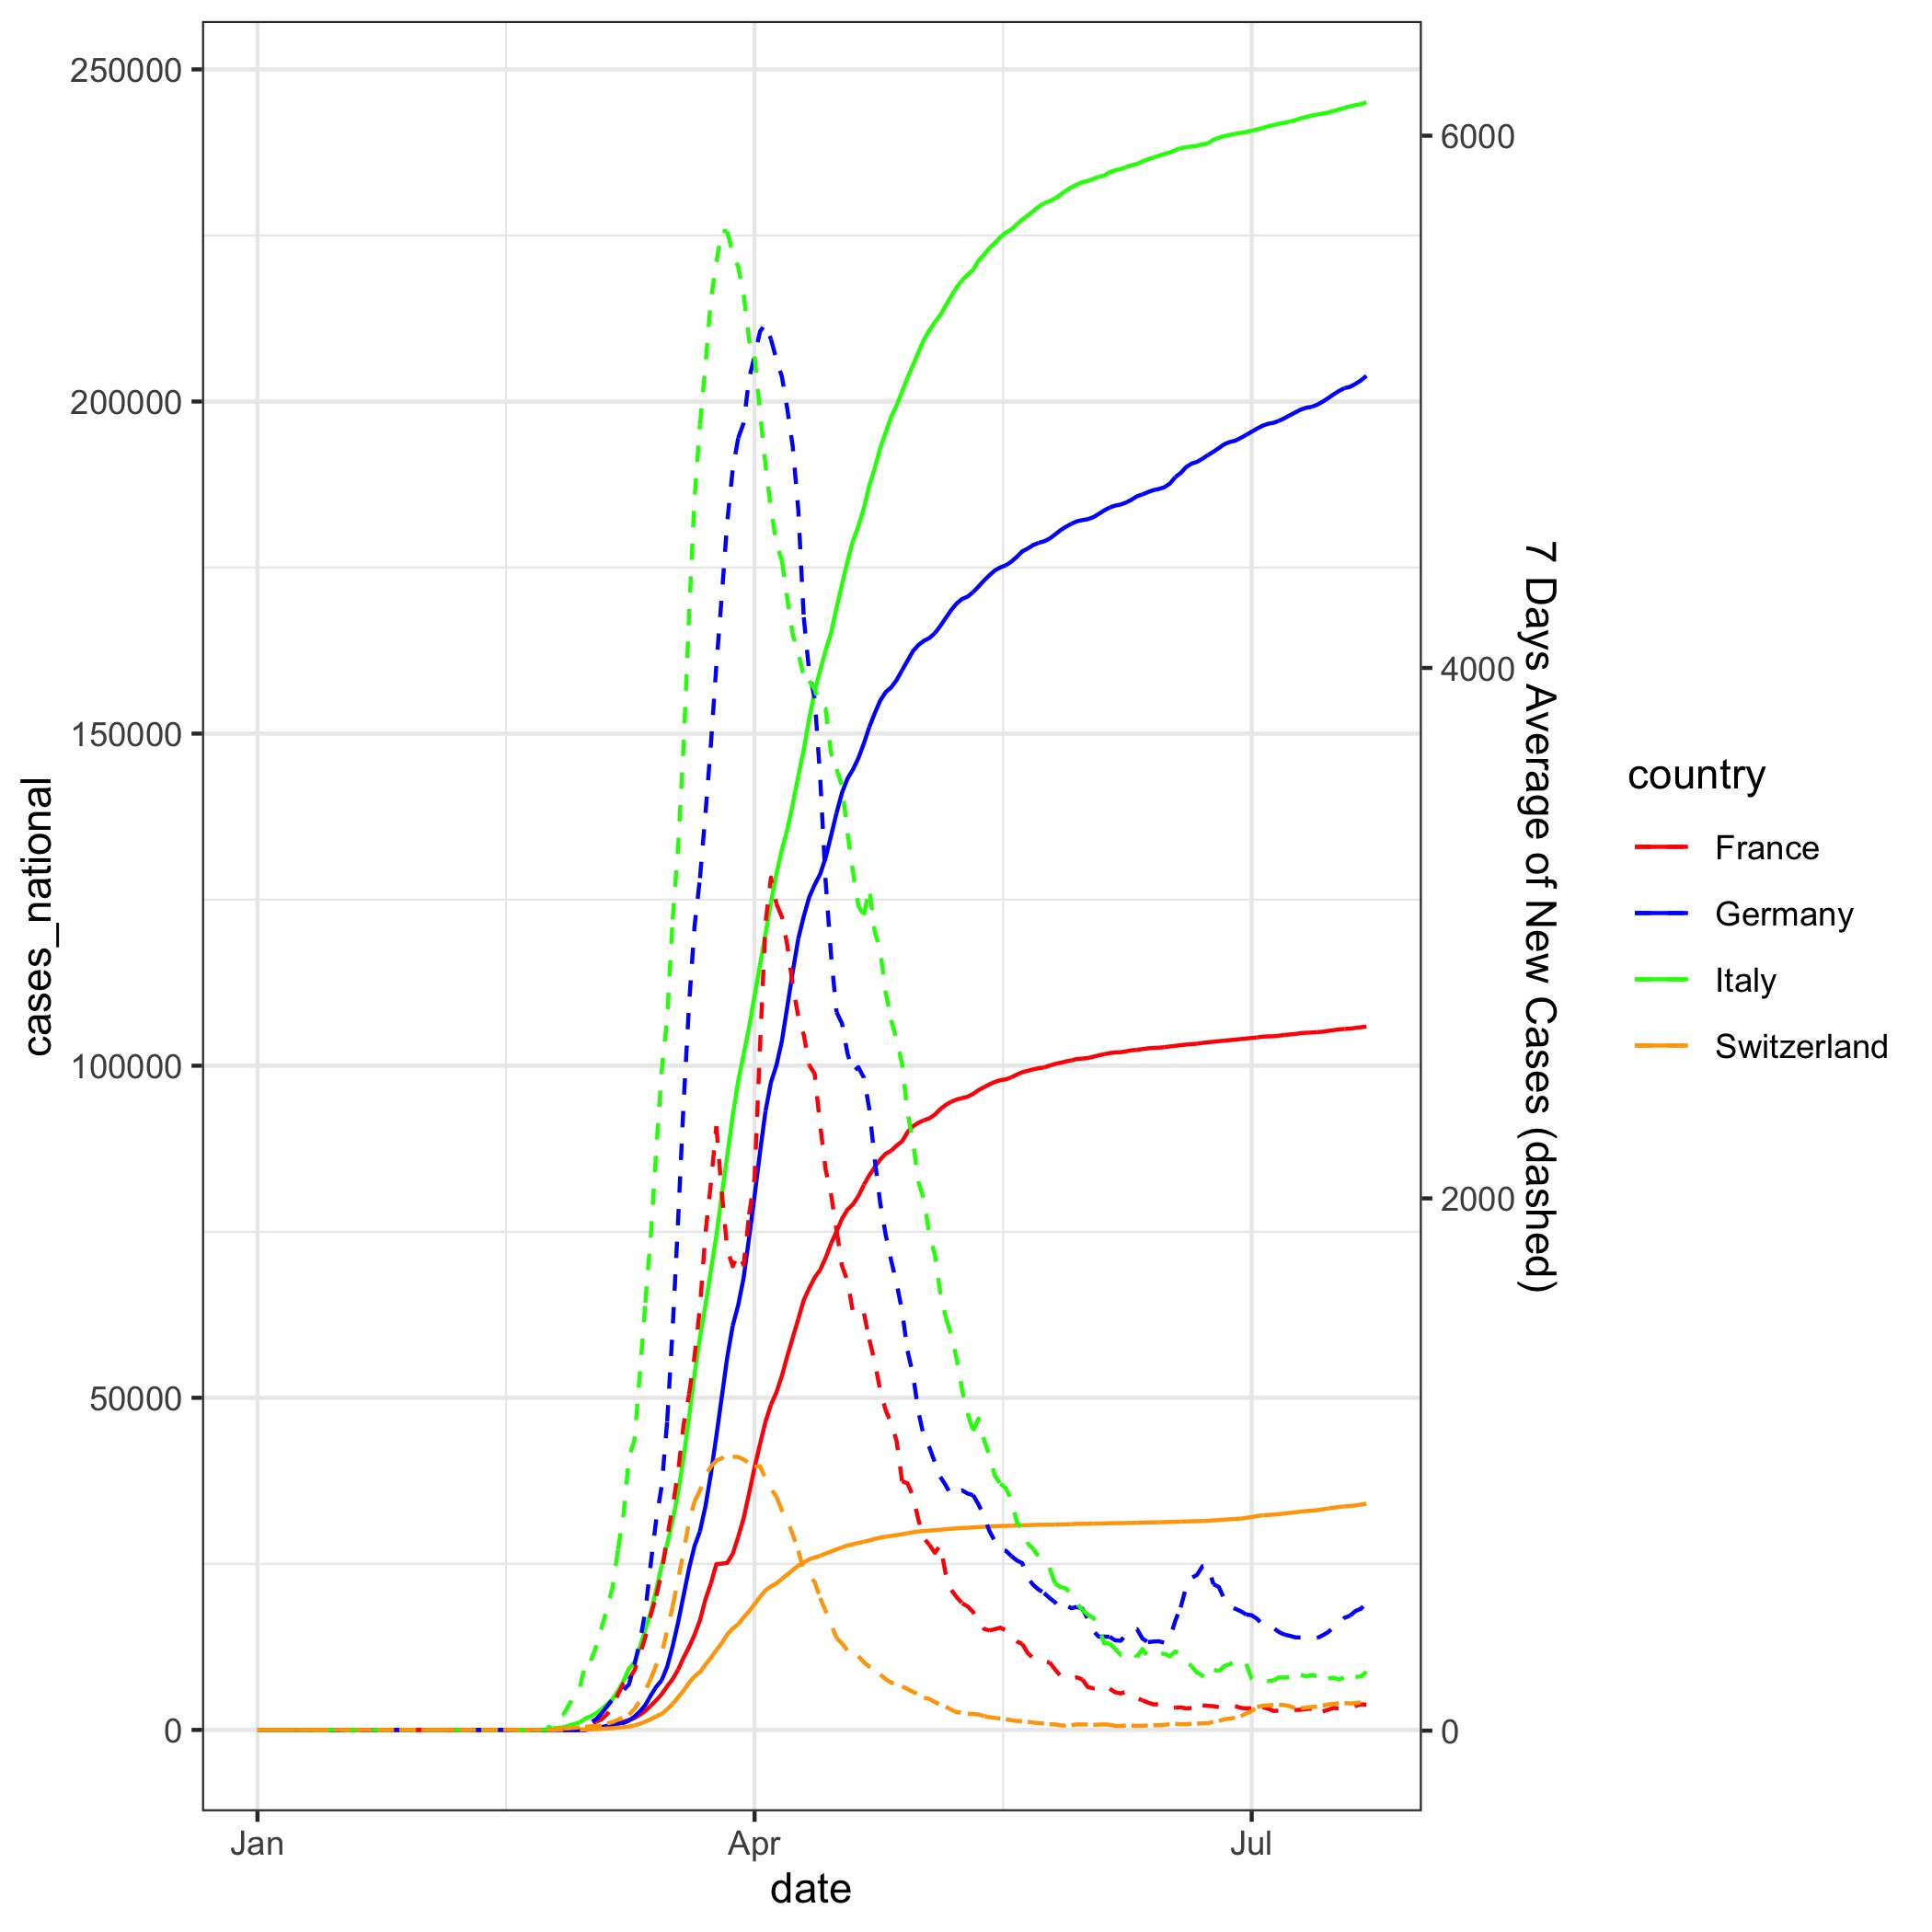 250000
200000
150000
100000
50000
0
cases_national
Jan
Apr
Jul
date
6000
4000
2000
0
7 Days Average of New Cases (dashed)
country
France
Germany
Italy
Switzerland